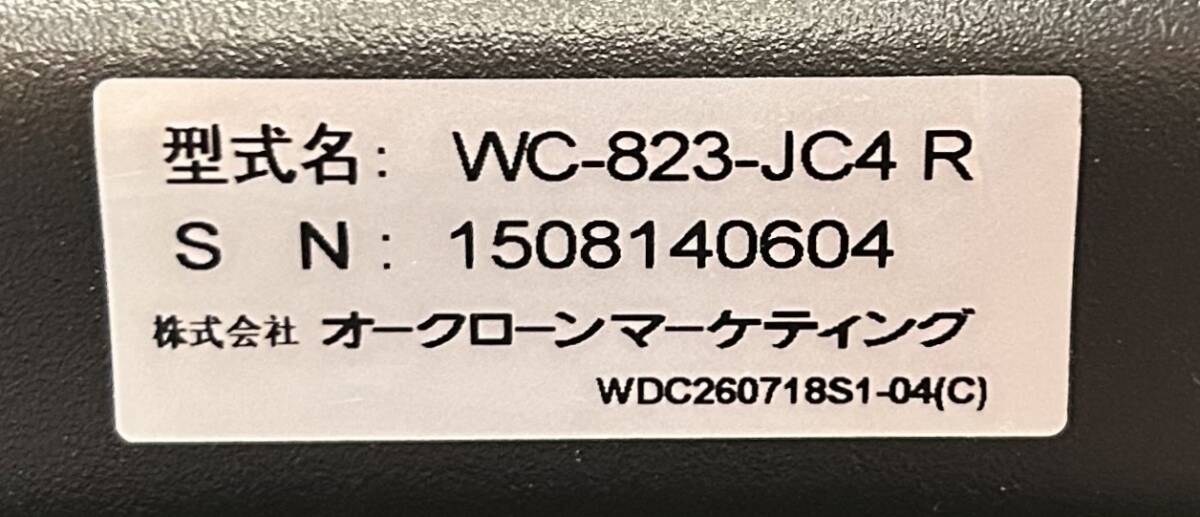 型式名: WC-823-JC4 R
S N: 1508140604
株式会社 オークローンマーケティング
WDC260718S1-04(C)